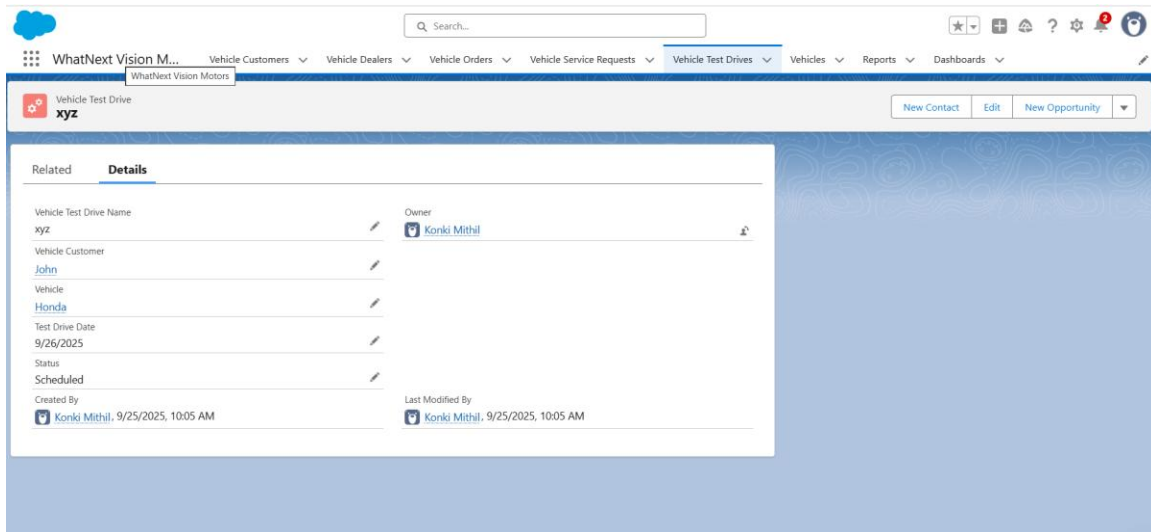 Search...
2
WhatNext Vision M... Vehicle Customers Vehicle Dealers Vehicle Orders Vehicle Service Requests Vehicle Test Drives Vehicles Reports Dashboards
WhatNext Vision Motors
Vehicle Test Drive
xyz
New Contact Edit New Opportunity
Related Details
Vehicle Test Drive Name Owner
xyz Konki Mithil
Vehicle Customer
John
Vehicle
Honda
Test Drive Date
9/26/2025
Status
Scheduled
Created By Last Modified By
Konki Mithil, 9/25/2025, 10:05 AM Konki Mithil, 9/25/2025, 10:05 AM